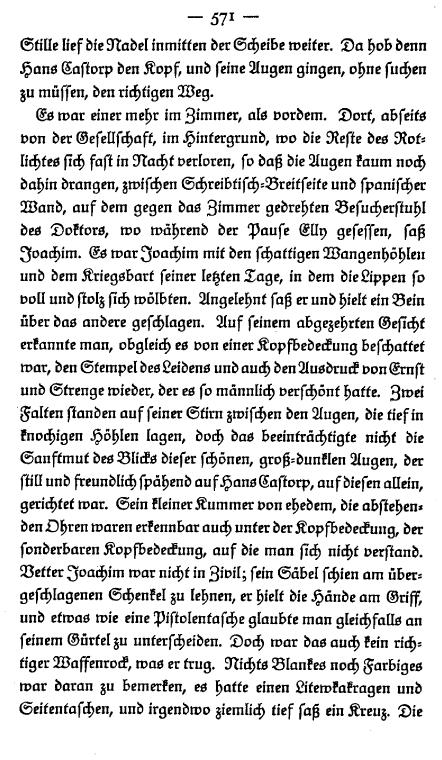 — 571 —
Stille lief die Nadel inmitten der Scheibe weiter. Da hob denn
Hans Castorp den Kopf, und seine Augen gingen, ohne suchen
zu müssen, den richtigen Weg.
Es war einer mehr im Zimmer, als vordem. Dort, abseits
von der Gesellschaft, im Hintergrund, wo die Reste des Rot-
lichtes sich fast in Nacht verloren, so daß die Augen kaum noch
dahin drangen, zwischen Schreibtisch-Breitseite und spanischer
Wand, auf dem gegen das Zimmer gedrehten Besucherstuhl
des Doktors, wo während der Pause Elly gesessen, saß
Joachim. Es war Joachim mit den schattigen Wangenhöhlen
und dem Kriegsbart seiner letzten Tage, in dem die Lippen so
voll und stolz sich wölbten. Angelehnt saß er und hielt ein Bein
über das andere geschlagen. Auf seinem abgezehrten Gesicht
erkannte man, obgleich es von einer Kopfbedeckung beschattet
war, den Stempel des Leidens und auch den Ausdruck von Ernst
und Strenge wieder, der es so männlich verschönt hatte. Zwei
Falten standen auf seiner Stirn zwischen den Augen, die tief in
knochigen Höhlen lagen, doch das beeinträchtigte nicht die
Sanftmut des Blicks dieser schönen, groß-dunklen Augen, der
still und freundlich spähend auf Hans Castorp, auf diesen allein,
gerichtet war. Sein kleiner Kummer von ehedem, die abstehen-
den Ohren waren erkennbar auch unter der Kopfbedeckung, der
sonderbaren Kopfbedeckung, auf die man sich nicht verstand.
Vetter Joachim war nicht in Zivil; sein Säbel schien am über-
geschlagenen Schenkel zu lehnen, er hielt die Hände am Griff,
und etwas wie eine Pistolentasche glaubte man gleichfalls an
seinem Gürtel zu unterscheiden. Doch war das auch kein rich-
tiger Waffenrock, was er trug. Nichts Blankes noch Farbiges
war daran zu bemerken, es hatte einen Litewkakragen und
Seitentaschen, und irgendwo ziemlich tief saß ein Kreuz. Die